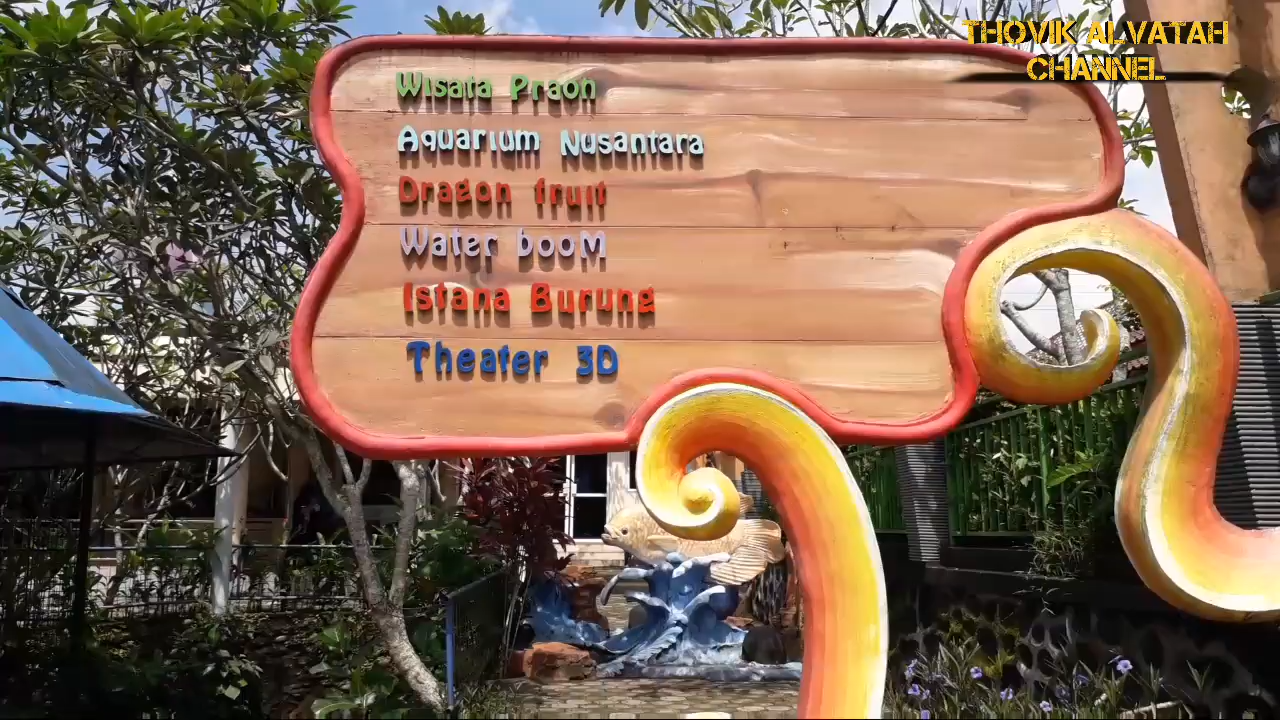 THOVIK ALVATAH
CHANNEL
Wisata Praon
Aquarium Nusantara
Dragon fruit
Water booM
Istana Burung
Theater 3D